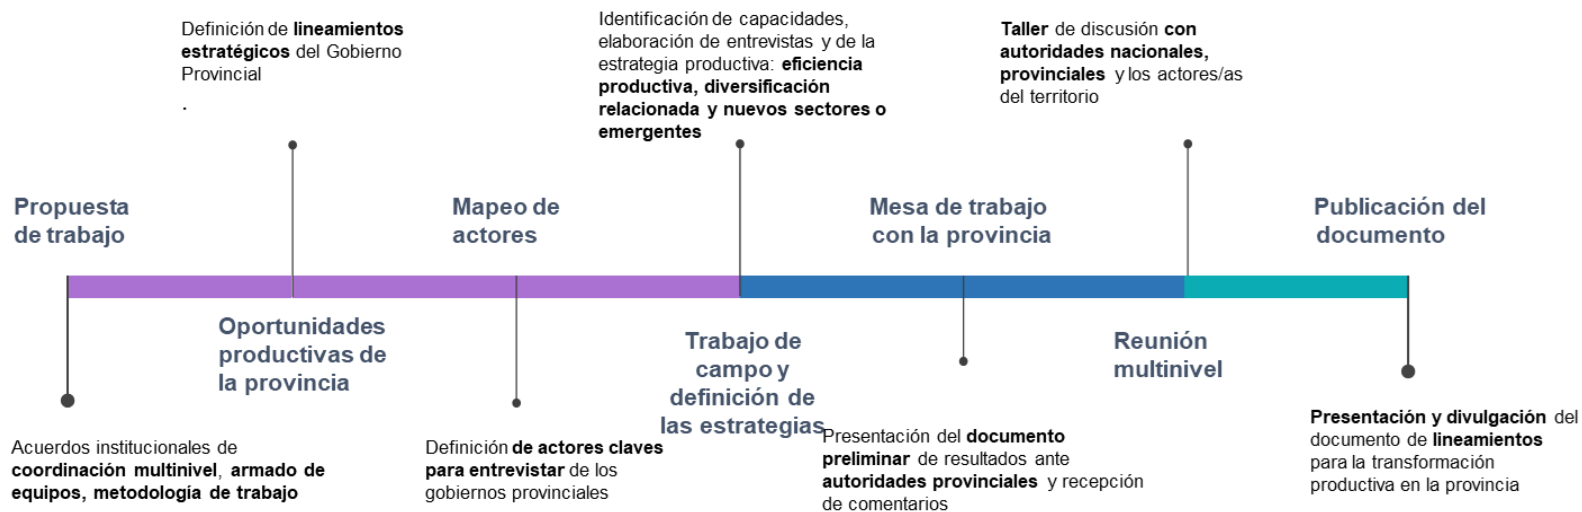 Definición de lineamientos
estratégicos del Gobierno
Provincial
.
Identificación de capacidades,
elaboración de entrevistas y de la
estrategia productiva: eficiencia
productiva, diversificación
relacionada y nuevos sectores o
emergentes
Taller de discusión con
autoridades nacionales,
provinciales y los actores/as
del territorio
Propuesta
de trabajo
Mapeo de
actores
Mesa de trabajo
con la provincia
Publicación del
documento
Oportunidades
productivas de
la provincia
Trabajo de
campo y
definición de
las estrategias
Reunión
multinivel
Acuerdos institucionales de
coordinación multinivel, armado de
equipos, metodología de trabajo
Definición de actores claves
para entrevistar de los
gobiernos provinciales
Presentación del documento
preliminar de resultados ante
autoridades provinciales y recepción
de comentarios
Presentación y divulgación del
documento de lineamientos
para la transformación
productiva en la provincia